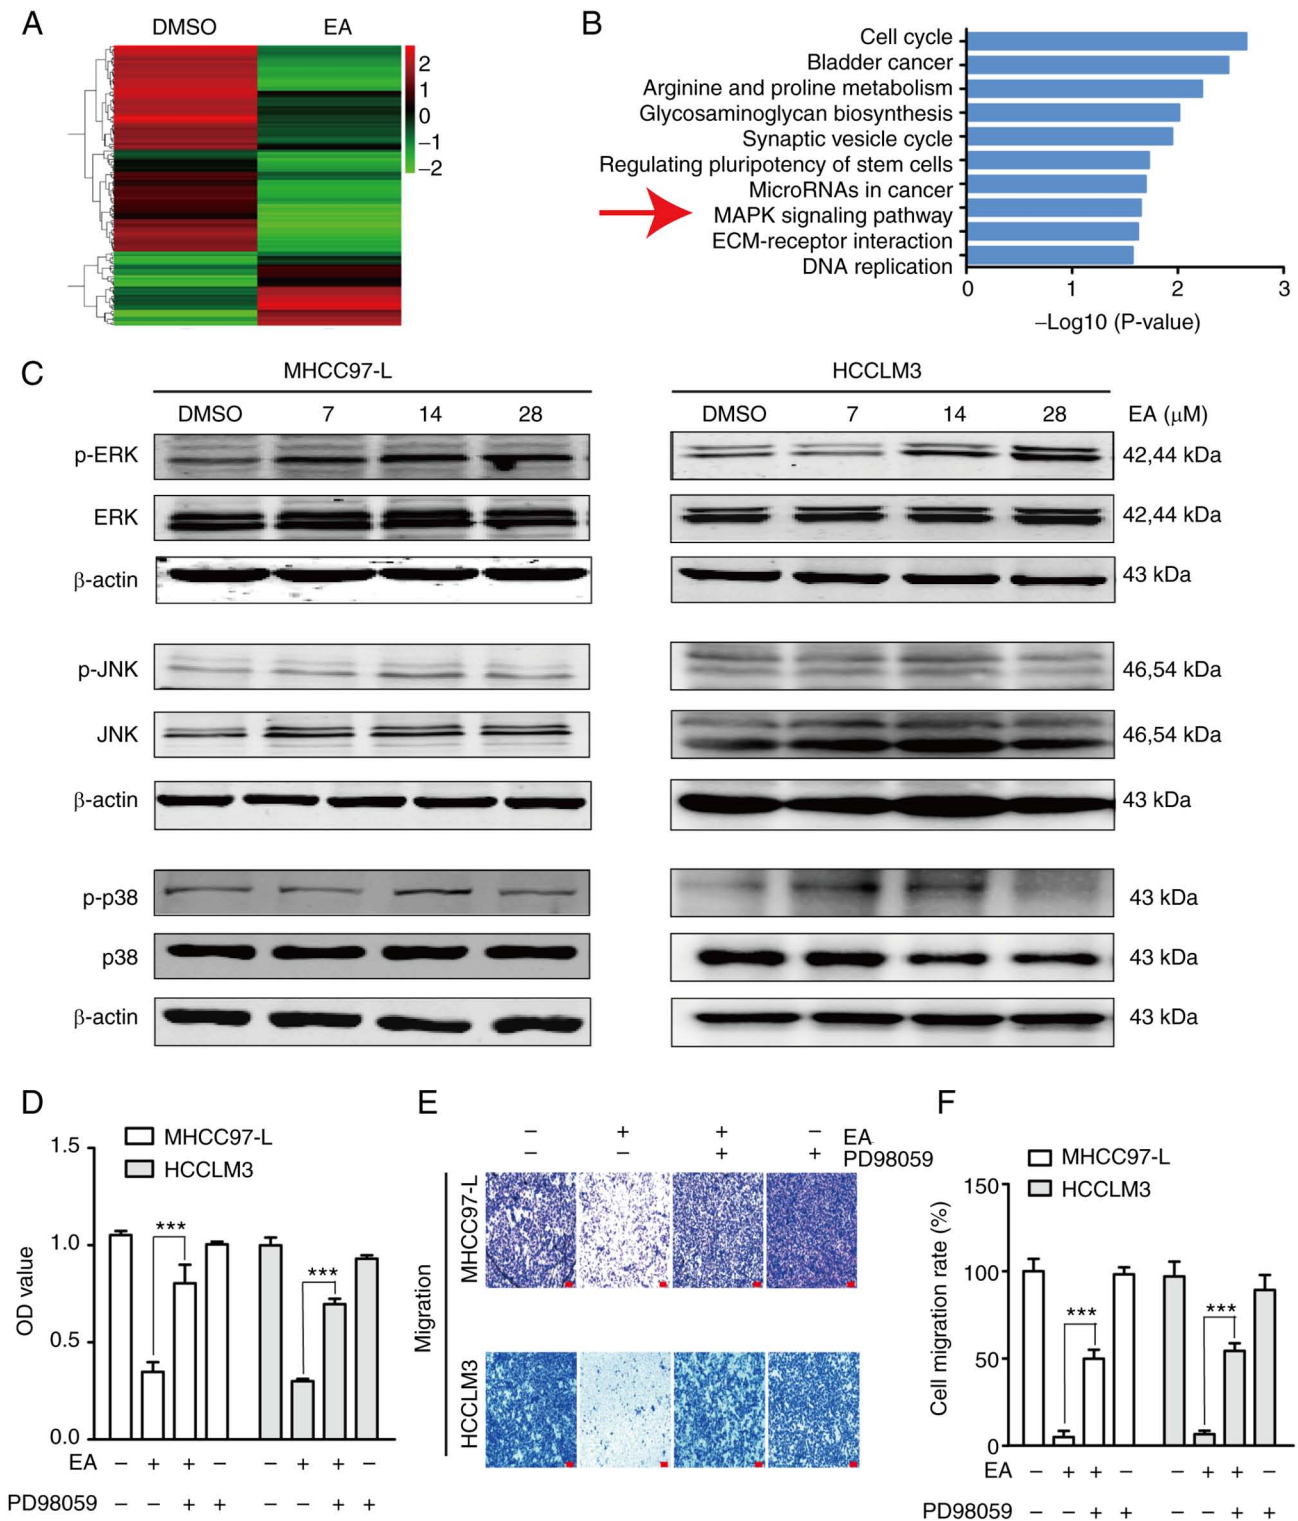 A
DMSO EA
2
1
0
−1
−2
B
Cell cycle
Bladder cancer
Arginine and proline metabolism
Glycosaminoglycan biosynthesis
Synaptic vesicle cycle
Regulating pluripotency of stem cells
MicroRNAs in cancer
MAPK signaling pathway
ECM-receptor interaction
DNA replication
0 1 2 3
−Log10 (P-value)
C
MHCC97-L HCCLM3
DMSO 7 14 28 DMSO 7 14 28 EA (μM)
p-ERK 42,44 kDa
ERK 42,44 kDa
β-actin 43 kDa
p-JNK 46,54 kDa
JNK 46,54 kDa
β-actin 43 kDa
p-p38 43 kDa
p38 43 kDa
β-actin 43 kDa
D
MHCC97-L
HCCLM3
OD value
1.5
1.0
0.5
0.0
*** ***
EA − + + − − + + −
PD98059 − − + + − − + +
E
− + + EA
− − + + PD98059
Migration
MHCC97-L
HCCLM3
F
MHCC97-L
HCCLM3
Cell migration rate (%)
150
100
50
0
*** ***
EA − + + − − + + −
PD98059 − − + + − − + +